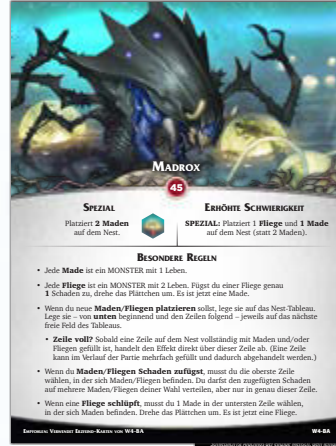 MADROX
45
SPEZIAL
Platziert 2 Maden
auf dem Nest.
ERHÖHTE SCHWIERIGKEIT
SPEZIAL: Platziert 1 Fliege und 1 Made
auf dem Nest (statt 2 Maden).
BESONDERE REGELN
• Jede Made ist ein MONSTER mit 1 Leben.
• Jede Fliege ist ein MONSTER mit 2 Leben. Fügst du einer Fliege genau
1 Schaden zu, drehe das Plättchen um. Es ist jetzt eine Made.
• Wenn du neue Maden/Fliegen platzieren sollst, lege sie auf das Nest-Tableau.
Lege sie – von unten beginnend und den Zeilen folgend – jeweils auf das nächste
freie Feld des Tableaus.
• Zeile voll? Sobald eine Zeile auf dem Nest vollständig mit Maden und/oder
Fliegen gefüllt ist, handelt den Effekt direkt über dieser Zeile ab. (Eine Zeile
kann im Verlauf der Partie mehrfach gefüllt und dadurch abgehandelt werden.)
• Wenn du Maden/Fliegen Schaden zufügst, musst du die oberste Zeile
wählen, in der sich Maden/Fliegen befinden. Du darfst den zugefügten Schaden
auf mehrere Maden/Fliegen deiner Wahl verteilen, aber nur in genau dieser Zeile.
• Wenn eine Fliege schlüpft, musst du 1 Made in der untersten Zeile wählen,
in der sich Maden befinden. Drehe das Plättchen um. Es ist jetzt eine Fliege.
W4-BA